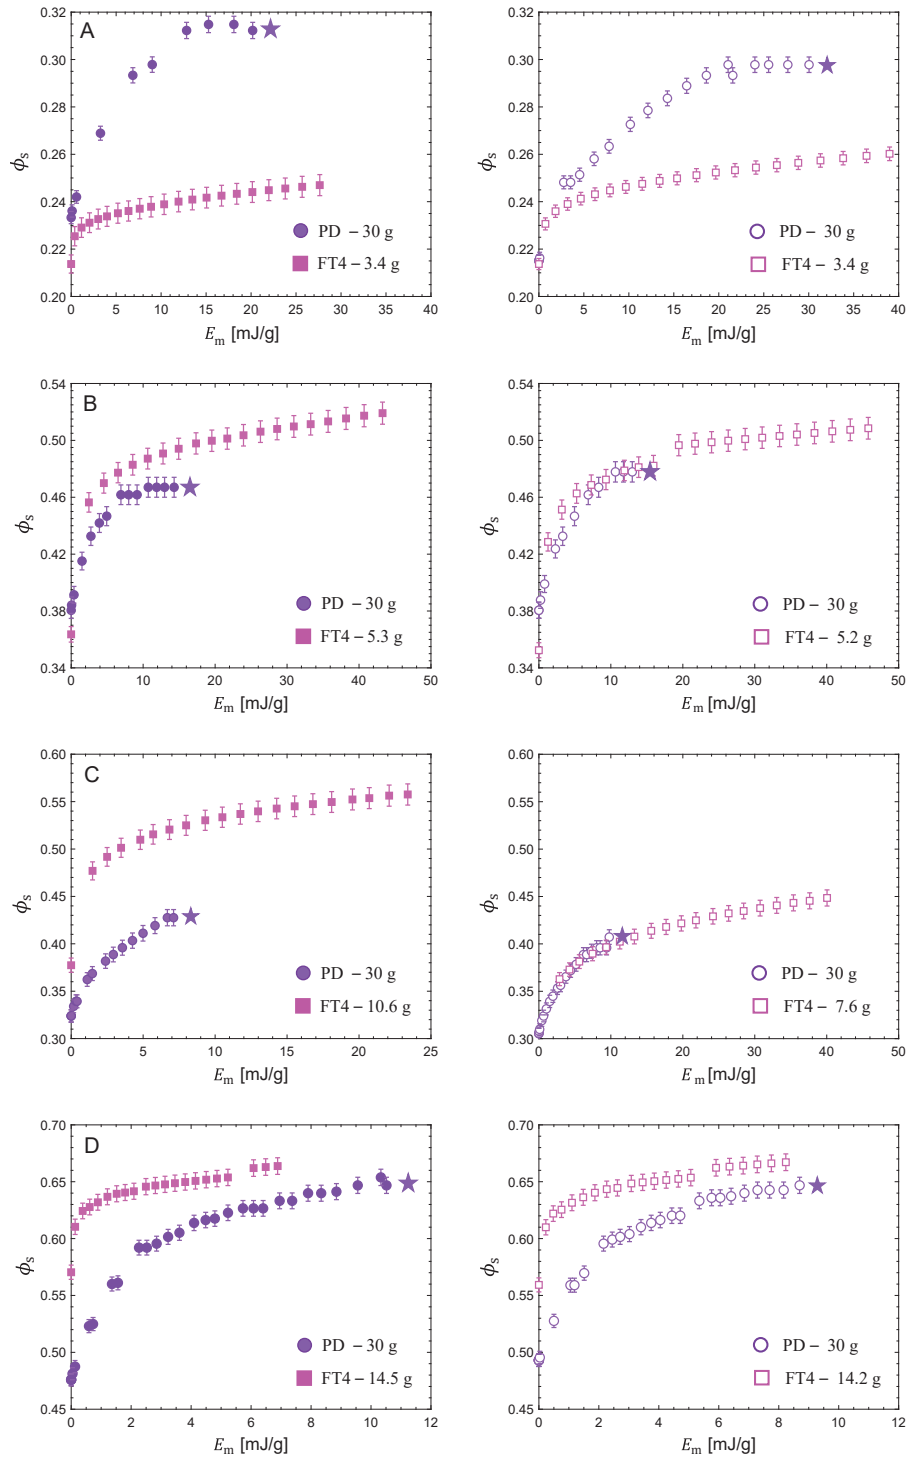 A
0.32
0.30
0.28
0.26
0.24
0.22
0.20
ϕs
PD – 30 g
FT4 – 3.4 g
0 5 10 15 20 25 30 35 40
Em [mJ/g]
0.32
0.30
0.28
0.26
0.24
0.22
0.20
ϕs
PD – 30 g
FT4 – 3.4 g
0 5 10 15 20 25 30 35 40
Em [mJ/g]
B
0.54
0.50
0.46
0.42
0.38
0.34
ϕs
PD – 30 g
FT4 – 5.3 g
0 10 20 30 40 50
Em [mJ/g]
0.54
0.50
0.46
0.42
0.38
0.34
ϕs
PD – 30 g
FT4 – 5.2 g
0 10 20 30 40 50
Em [mJ/g]
C
0.60
0.55
0.50
0.45
0.40
0.35
0.30
ϕs
PD – 30 g
FT4 – 10.6 g
0 5 10 15 20 25
Em [mJ/g]
0.60
0.55
0.50
0.45
0.40
0.35
0.30
ϕs
PD – 30 g
FT4 – 7.6 g
0 10 20 30 40 50
Em [mJ/g]
D
0.70
0.65
0.60
0.55
0.50
0.45
ϕs
PD – 30 g
FT4 – 14.5 g
0 2 4 6 8 10 12
Em [mJ/g]
0.70
0.65
0.60
0.55
0.50
0.45
ϕs
PD – 30 g
FT4 – 14.2 g
0 2 4 6 8 10 12
Em [mJ/g]